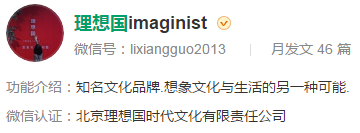 理想国imaginist
微信号：lixiangguo2013 月发文 46 篇
功能介绍：知名文化品牌.想象文化与生活的另一种可能.
微信认证：北京理想国时代文化有限责任公司